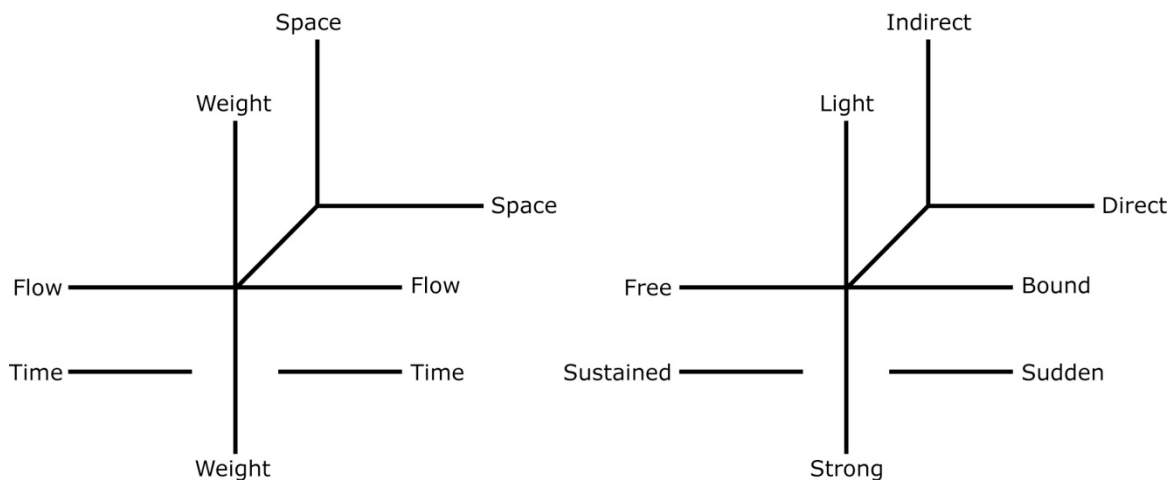 Space
Weight
Space
Flow
Flow
Time
Time
Weight
Indirect
Light
Direct
Free
Bound
Sustained
Sudden
Strong